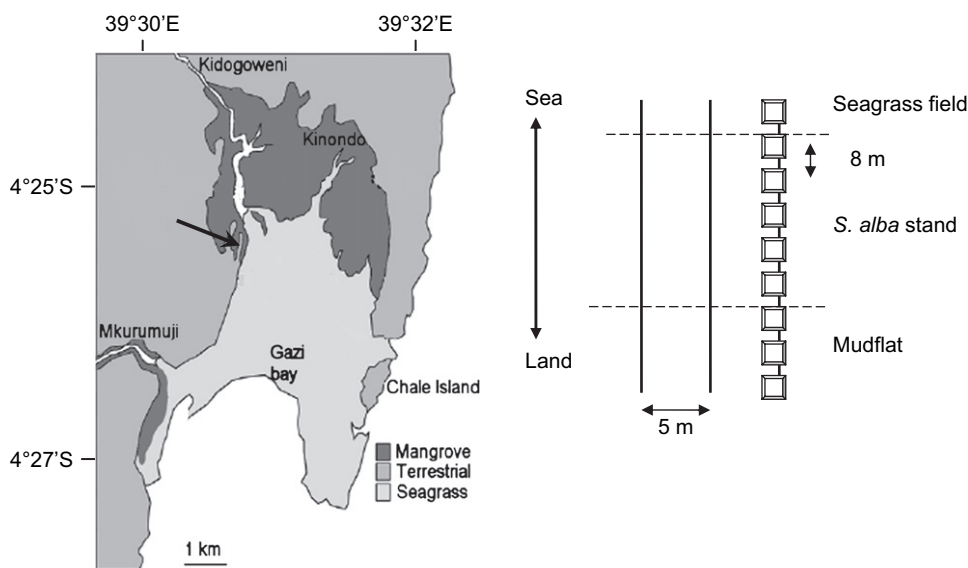 39°30’E
39°32’E
Kidogoweni
Kinondo
4°25’S
Mkurumuji
Gazi
bay
Chale Island
4°27’S
Mangrove
Terrestrial
Seagrass
1 km
Sea
Land
5 m
Seagrass field
8 m
S. alba stand
Mudflat